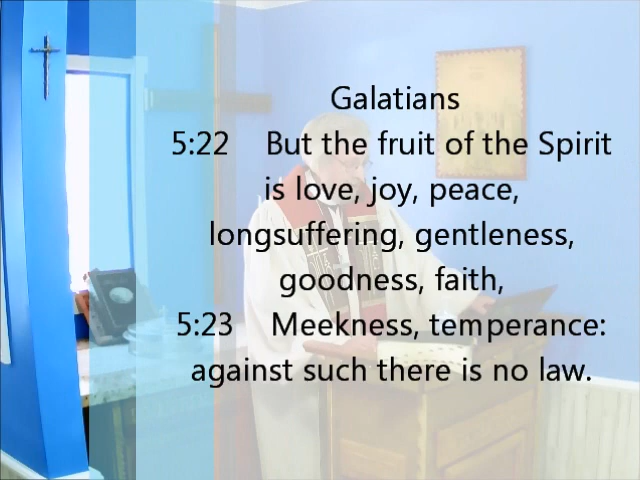 Galatians
5:22 But the fruit of the Spirit
is love, joy, peace,
longsuffering, gentleness,
goodness, faith,
5:23 Meekness, temperance:
against such there is no law.